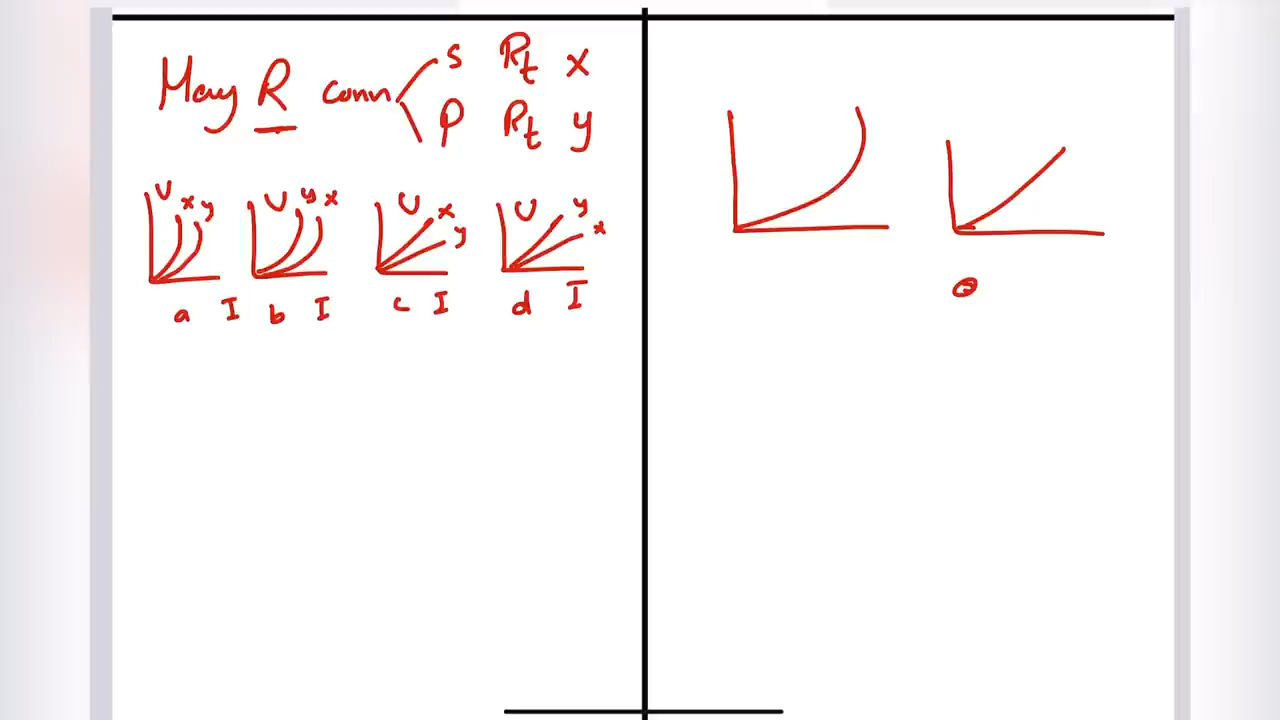 Many R conn S Rt x
P Rt y
V x y V y x V x y V y x
a I b I c I d I